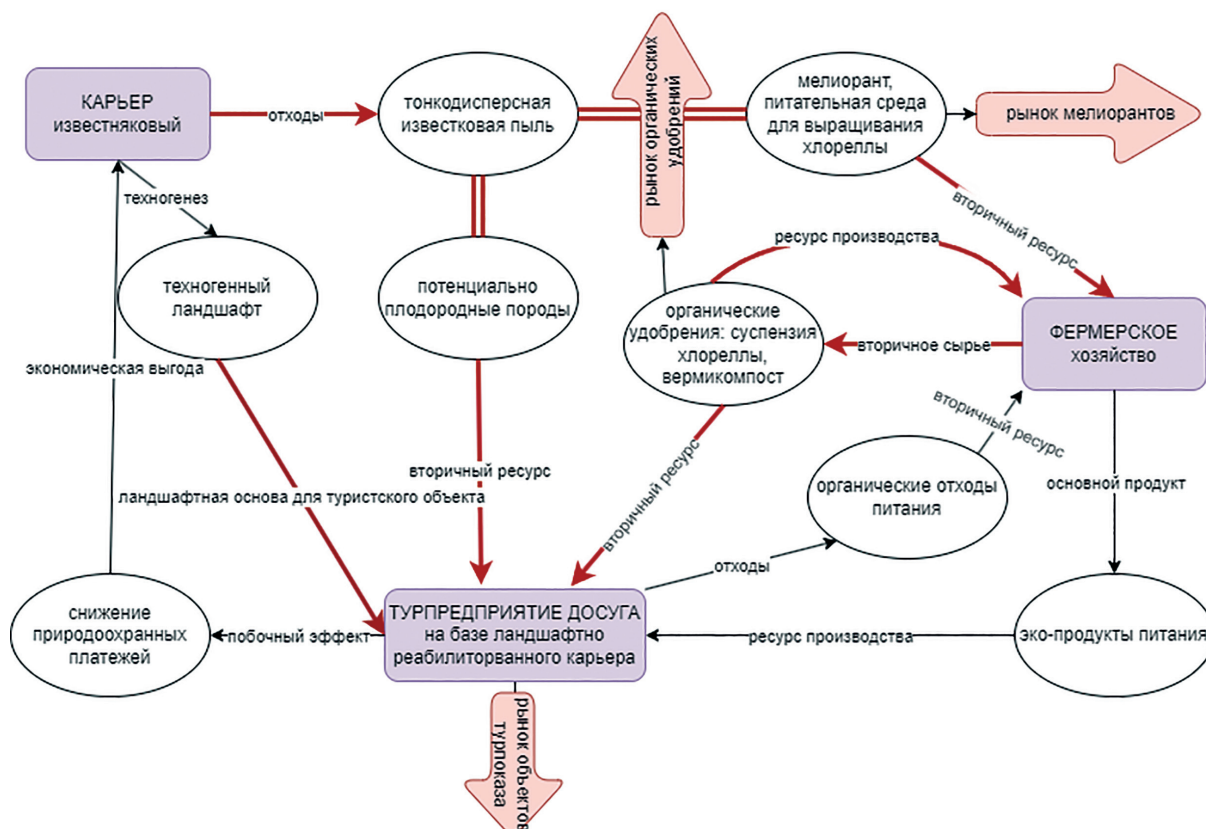 КАРЬЕР
известняковый
отходы
тонкодисперсная
известковая пыль
рынок органических
удобрений
мелиорант,
питательная среда
для выращивания
хлореллы
рынок мелиорантов
техногенез
вторичный ресурс
ресурс производства
техногенный
ландшафт
потенциально
плодородные породы
органические
удобрения: суспензия
хлореллы,
вермикомпост
вторичное сырье
ФЕРМЕРСКОЕ
хозяйство
экономическая выгода
вторичный ресурс
вторичный ресурс
вторичный ресурс
органические отходы
питания
основной продукт
ландшафтная основа для туристского объекта
отходы
снижение
природоохранных
платежей
побочный эффект
ТУРПРЕДПРИЯТИЕ ДОСУГА
на базе ландшафтно
реабилиторванного карьера
ресурс производства
эко-продукты питания
рынок объектов
турпоказа